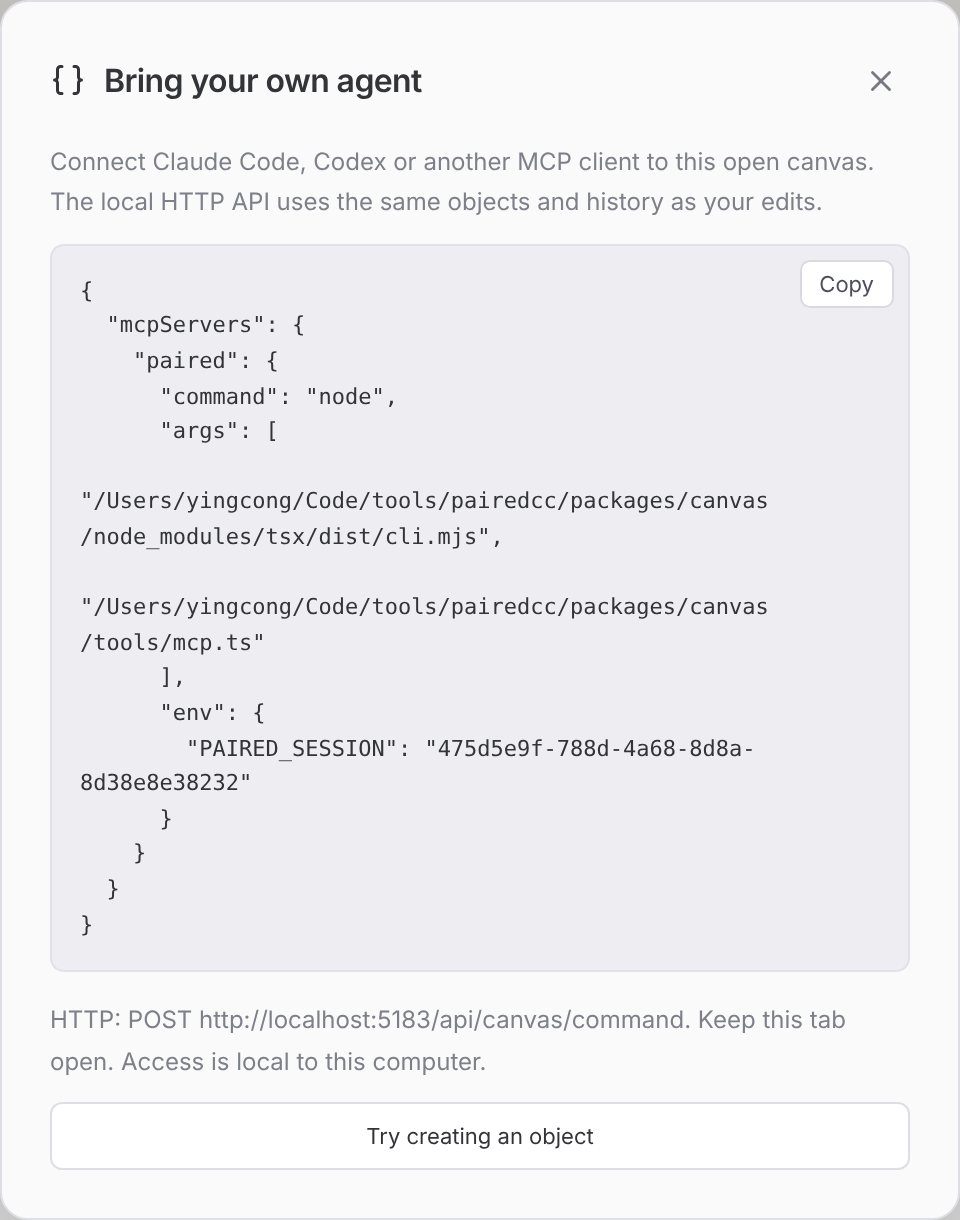 { } Bring your own agent
Connect Claude Code, Codex or another MCP client to this open canvas.
The local HTTP API uses the same objects and history as your edits.
Copy
{
  "mcpServers": {
    "paired": {
      "command": "node",
      "args": [
"/Users/yingcong/Code/tools/pairedcc/packages/canvas
/node_modules/tsx/dist/cli.mjs",
"/Users/yingcong/Code/tools/pairedcc/packages/canvas
/tools/mcp.ts"
      ],
      "env": {
        "PAIRED_SESSION": "475d5e9f-788d-4a68-8d8a-
8d38e8e38232"
      }
    }
  }
}
HTTP: POST http://localhost:5183/api/canvas/command. Keep this tab
open. Access is local to this computer.
Try creating an object